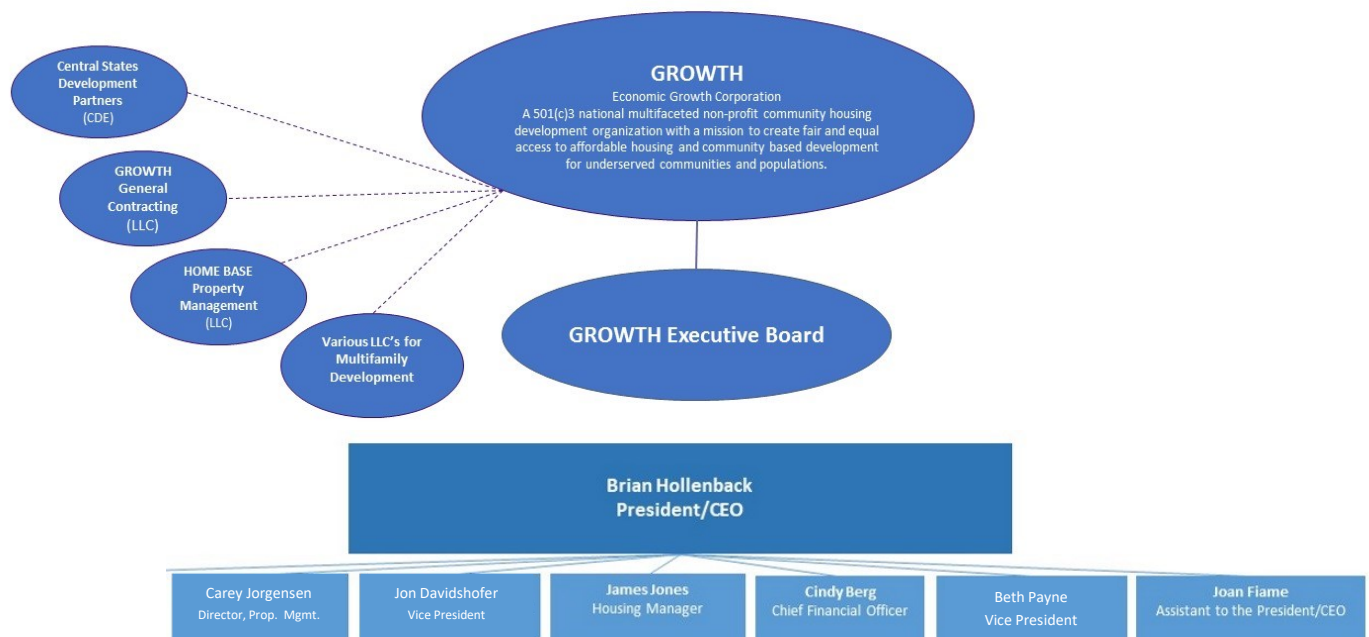 GROWTH
Economic Growth Corporation
A 501(c)3 national multifaceted non-profit community housing
development organization with a mission to create fair and equal
access to affordable housing and community based development
for underserved communities and populations.
Central States
Development
Partners
(CDE)
GROWTH
General
Contracting
(LLC)
HOME BASE
Property
Management
(LLC)
Various LLC's for
Multifamily
Development
GROWTH Executive Board
Brian Hollenback
President/CEO
Carey Jorgensen
Director, Prop. Mgmt.
Jon Davidshofer
Vice President
James Jones
Housing Manager
Cindy Berg
Chief Financial Officer
Beth Payne
Vice President
Joan Fiame
Assistant to the President/CEO